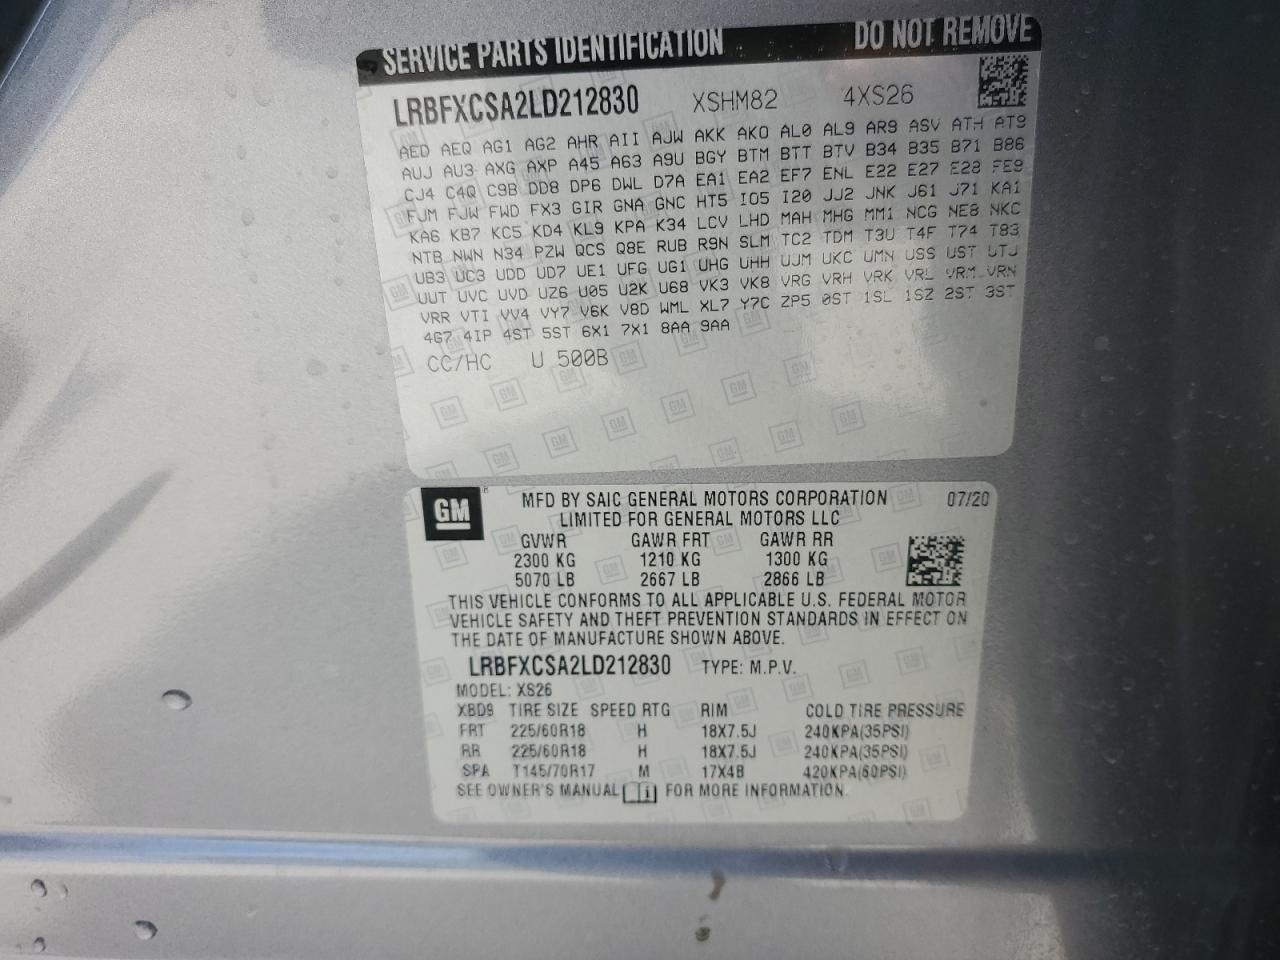 SERVICE PARTS IDENTIFICATION DO NOT REMOVE
LRBFXCSA2LD212830 XSHM82 4XS26
AED AEQ AG1 AG2 AHR AII AJW AKK AKO AL0 AL9 AR9 ASV ATH AT9
AUJ AU3 AXG AXP A45 A63 A9U BGY BTM BTT BTV B34 B35 B71 B86
CJ4 C4Q C9B DD8 DP6 DWL D7A EA1 EA2 EF7 ENL E22 E27 E28 FE9
FJM FJW FWD FX3 GIR GNA GNC HT5 IO5 I20 JJ2 JNK J61 J71 KA1
KA6 KB7 KC5 KD4 KL9 KPA K34 LCV LHD MAH MHG MM1 NCG NE8 NKC
NTB NWN N34 PZW QCS Q8E RUB R9N SLM TC2 TDM T3U T4F T74 T83
UB3 UC3 UDD UD7 UE1 UFG UG1 UHG UHH UJM UKC UMN USS UST UTJ
UUT UVC UVD UZ6 U05 U2K U68 VK3 VK8 VRG VRH VRK VRL VRM VRN
VRR VTI VV4 VY7 V6K V8D WML XL7 Y7C ZP5 0ST 1SL 1SZ 2ST 3ST
4G7 4IP 4ST 5ST 6X1 7X1 8AA 9AA
CC/HC U 500B
GM MFD BY SAIC GENERAL MOTORS CORPORATION 07/20
LIMITED FOR GENERAL MOTORS LLC
GVWR GAWR FRT GAWR RR
2300 KG 1210 KG 1300 KG
5070 LB 2667 LB 2866 LB
THIS VEHICLE CONFORMS TO ALL APPLICABLE U.S. FEDERAL MOTOR
VEHICLE SAFETY AND THEFT PREVENTION STANDARDS IN EFFECT ON
THE DATE OF MANUFACTURE SHOWN ABOVE.
LRBFXCSA2LD212830 TYPE: M.P.V.
MODEL: XS26
XBD9 TIRE SIZE SPEED RTG RIM COLD TIRE PRESSURE
FRT 225/60R18 H 18X7.5J 240KPA(35PSI)
RR 225/60R18 H 18X7.5J 240KPA(35PSI)
SPA T145/70R17 M 17X4B 420KPA(60PSI)
SEE OWNER'S MANUAL FOR MORE INFORMATION.